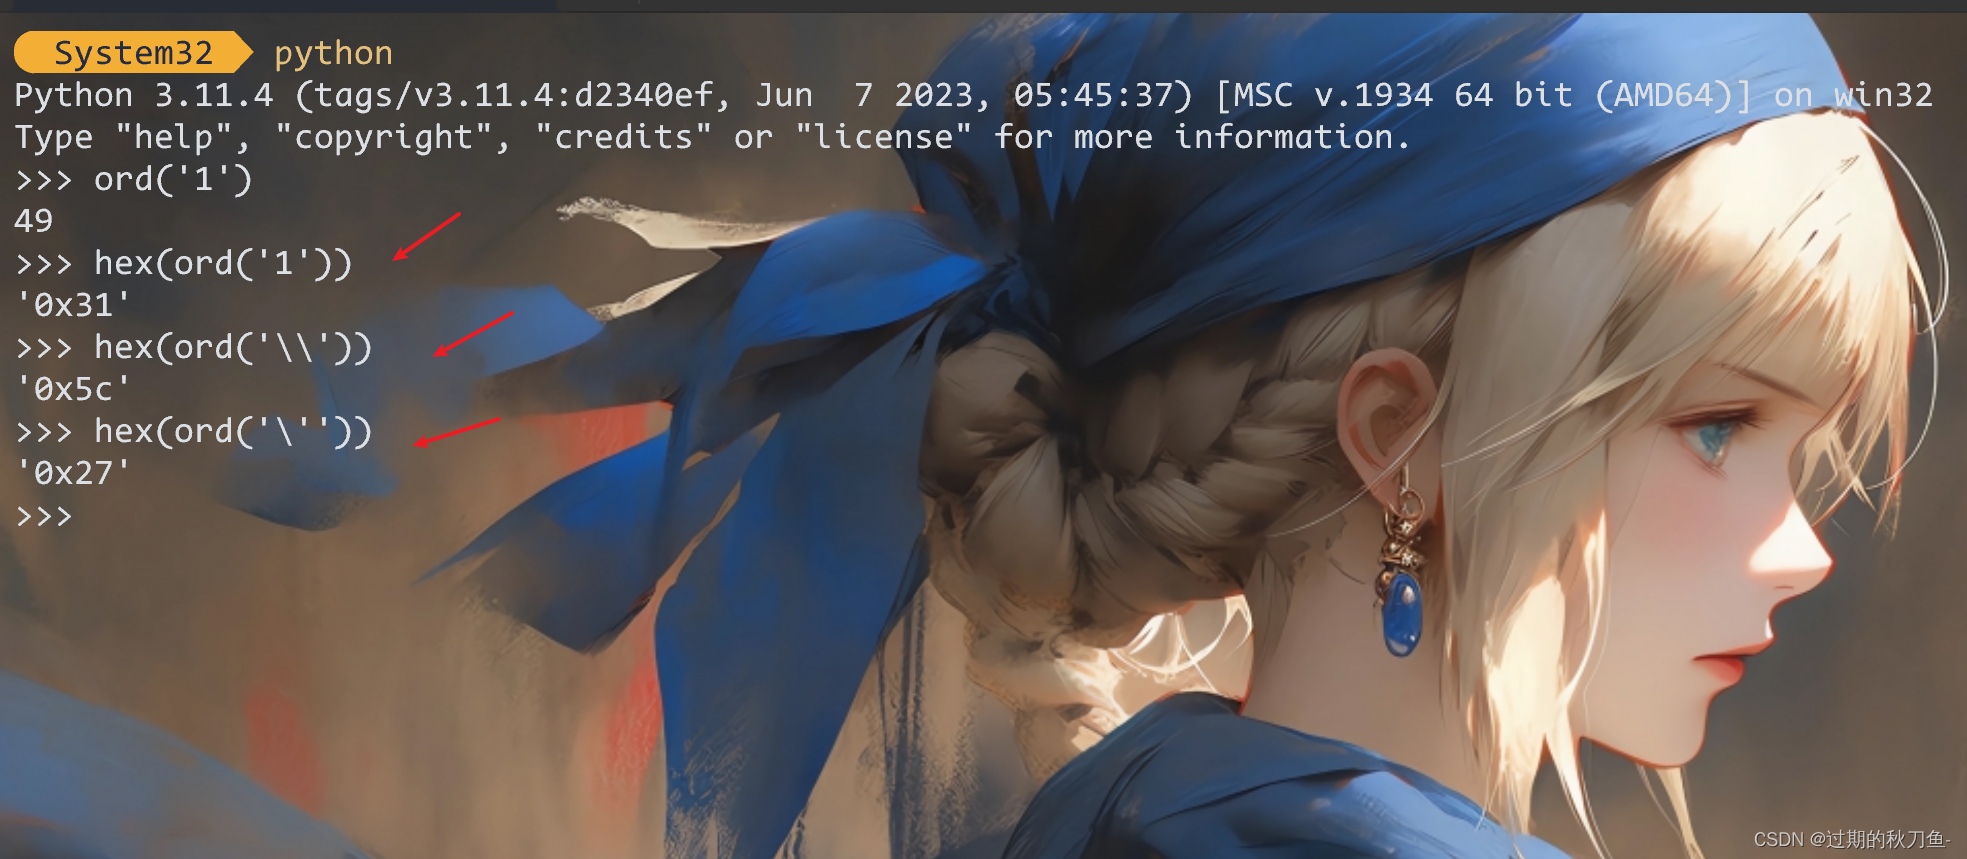 System32 python
Python 3.11.4 (tags/v3.11.4:d2340ef, Jun  7 2023, 05:45:37) [MSC v.1934 64 bit (AMD64)] on win32
Type "help", "copyright", "credits" or "license" for more information.
>>> ord('1')
49
>>> hex(ord('1'))
'0x31'
>>> hex(ord('\\'))
'0x5c'
>>> hex(ord('\''))
'0x27'
>>>
CSDN @过期的秋刀鱼-